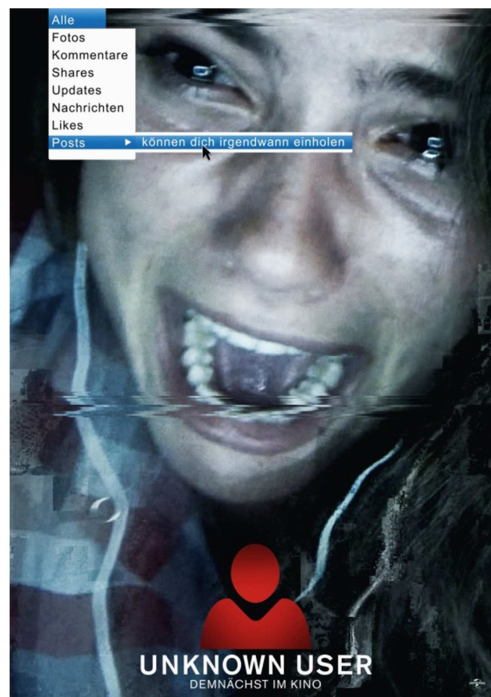 Alle
Fotos
Kommentare
Shares
Updates
Nachrichten
Likes
Posts können dich irgendwann einholen
UNKNOWN USER
DEMNÄCHST IM KINO